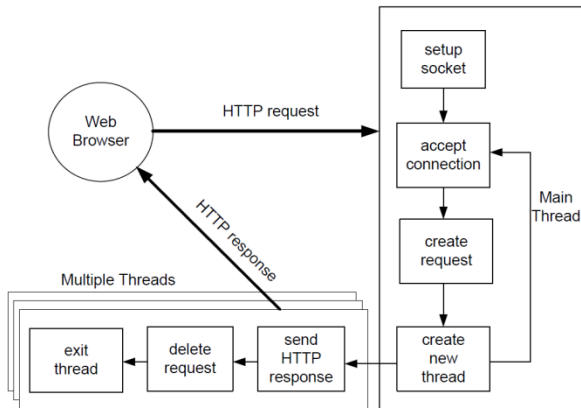 setup
socket
HTTP request
Web
Browser
accept
connection
Main
Thread
HTTP response
create
request
Multiple Threads
exit
thread
delete
request
send
HTTP
response
create
new
thread